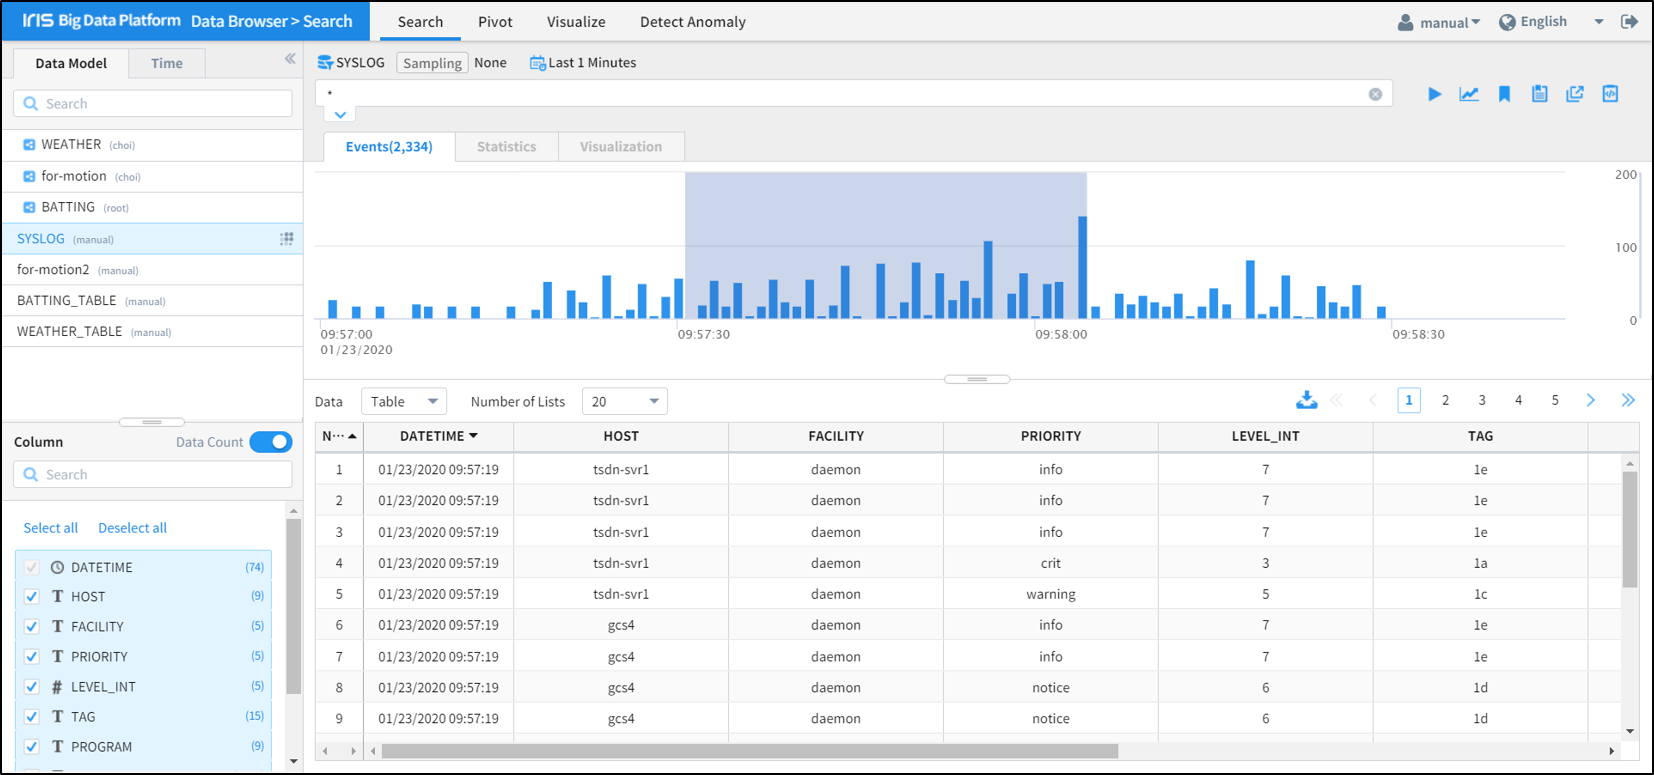 IRIS Big Data Platform Data Browser > Search Search Pivot Visualize Detect Anomaly manual English
Data Model Time
SYSLOG Sampling None Last 1 Minutes
Search
*
WEATHER (choi)
for-motion (choi)
BATTING (root)
SYSLOG (manual)
for-motion2 (manual)
BATTING_TABLE (manual)
WEATHER_TABLE (manual)
Events(2,334) Statistics Visualization
200
100
0
09:57:00 09:57:30 09:58:00 09:58:30
01/23/2020
Column Data Count
Search
Select all Deselect all
DATETIME (74)
HOST (9)
FACILITY (5)
PRIORITY (5)
LEVEL_INT (5)
TAG (15)
PROGRAM (9)
Data Table Number of Lists 20 1 2 3 4 5
N··· DATETIME HOST FACILITY PRIORITY LEVEL_INT TAG
1 01/23/2020 09:57:19 tsdn-svr1 daemon info 7 1e
2 01/23/2020 09:57:19 tsdn-svr1 daemon info 7 1e
3 01/23/2020 09:57:19 tsdn-svr1 daemon info 7 1e
4 01/23/2020 09:57:19 tsdn-svr1 daemon crit 3 1a
5 01/23/2020 09:57:19 tsdn-svr1 daemon warning 5 1c
6 01/23/2020 09:57:19 gcs4 daemon info 7 1e
7 01/23/2020 09:57:19 gcs4 daemon info 7 1e
8 01/23/2020 09:57:19 gcs4 daemon notice 6 1d
9 01/23/2020 09:57:19 gcs4 daemon notice 6 1d